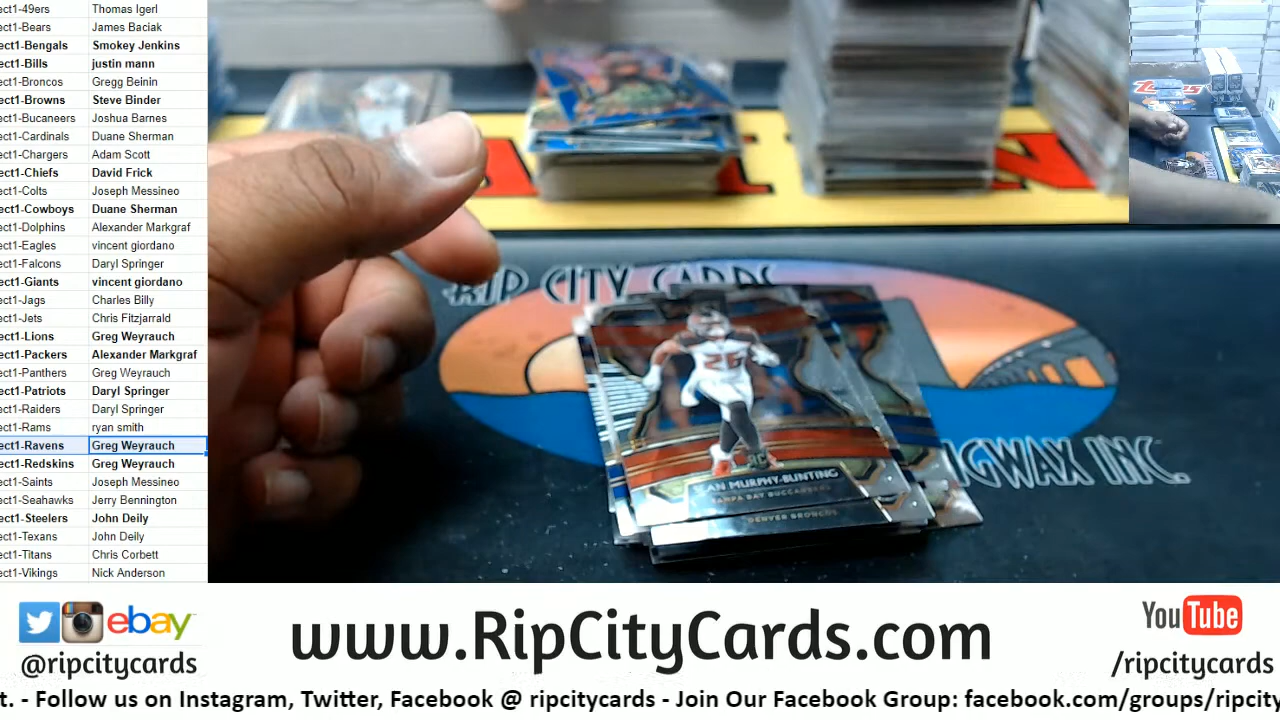 ect1-49ers Thomas Igerl
ect1-Bears James Baciak
ect1-Bengals Smokey Jenkins
ect1-Bills justin mann
ect1-Broncos Gregg Beinin
ect1-Browns Steve Binder
ect1-Bucaneers Joshua Barnes
ect1-Cardinals Duane Sherman
ect1-Chargers Adam Scott
ect1-Chiefs David Frick
ect1-Colts Joseph Messineo
ect1-Cowboys Duane Sherman
ect1-Dolphins Alexander Markgraf
ect1-Eagles vincent giordano
ect1-Falcons Daryl Springer
ect1-Giants vincent giordano
ect1-Jags Charles Billy
ect1-Jets Chris Fitzjarrald
ect1-Lions Greg Weyrauch
ect1-Packers Alexander Markgraf
ect1-Panthers Greg Weyrauch
ect1-Patriots Daryl Springer
ect1-Raiders Daryl Springer
ect1-Rams ryan smith
ect1-Ravens Greg Weyrauch
ect1-Redskins Greg Weyrauch
ect1-Saints Joseph Messineo
ect1-Seahawks Jerry Bennington
ect1-Steelers John Deily
ect1-Texans John Deily
ect1-Titans Chris Corbett
ect1-Vikings Nick Anderson
Topps
RIP CITY CARDS
INGWAX INC.
26
RC
SEAN MURPHY-BUNTING
TAMPA BAY BUCCANEERS
DENVER BRONCOS
ebay
@ripcitycards
www.RipCityCards.com
YouTube
/ripcitycards
t. - Follow us on Instagram, Twitter, Facebook @ ripcitycards - Join Our Facebook Group: facebook.com/groups/ripcity